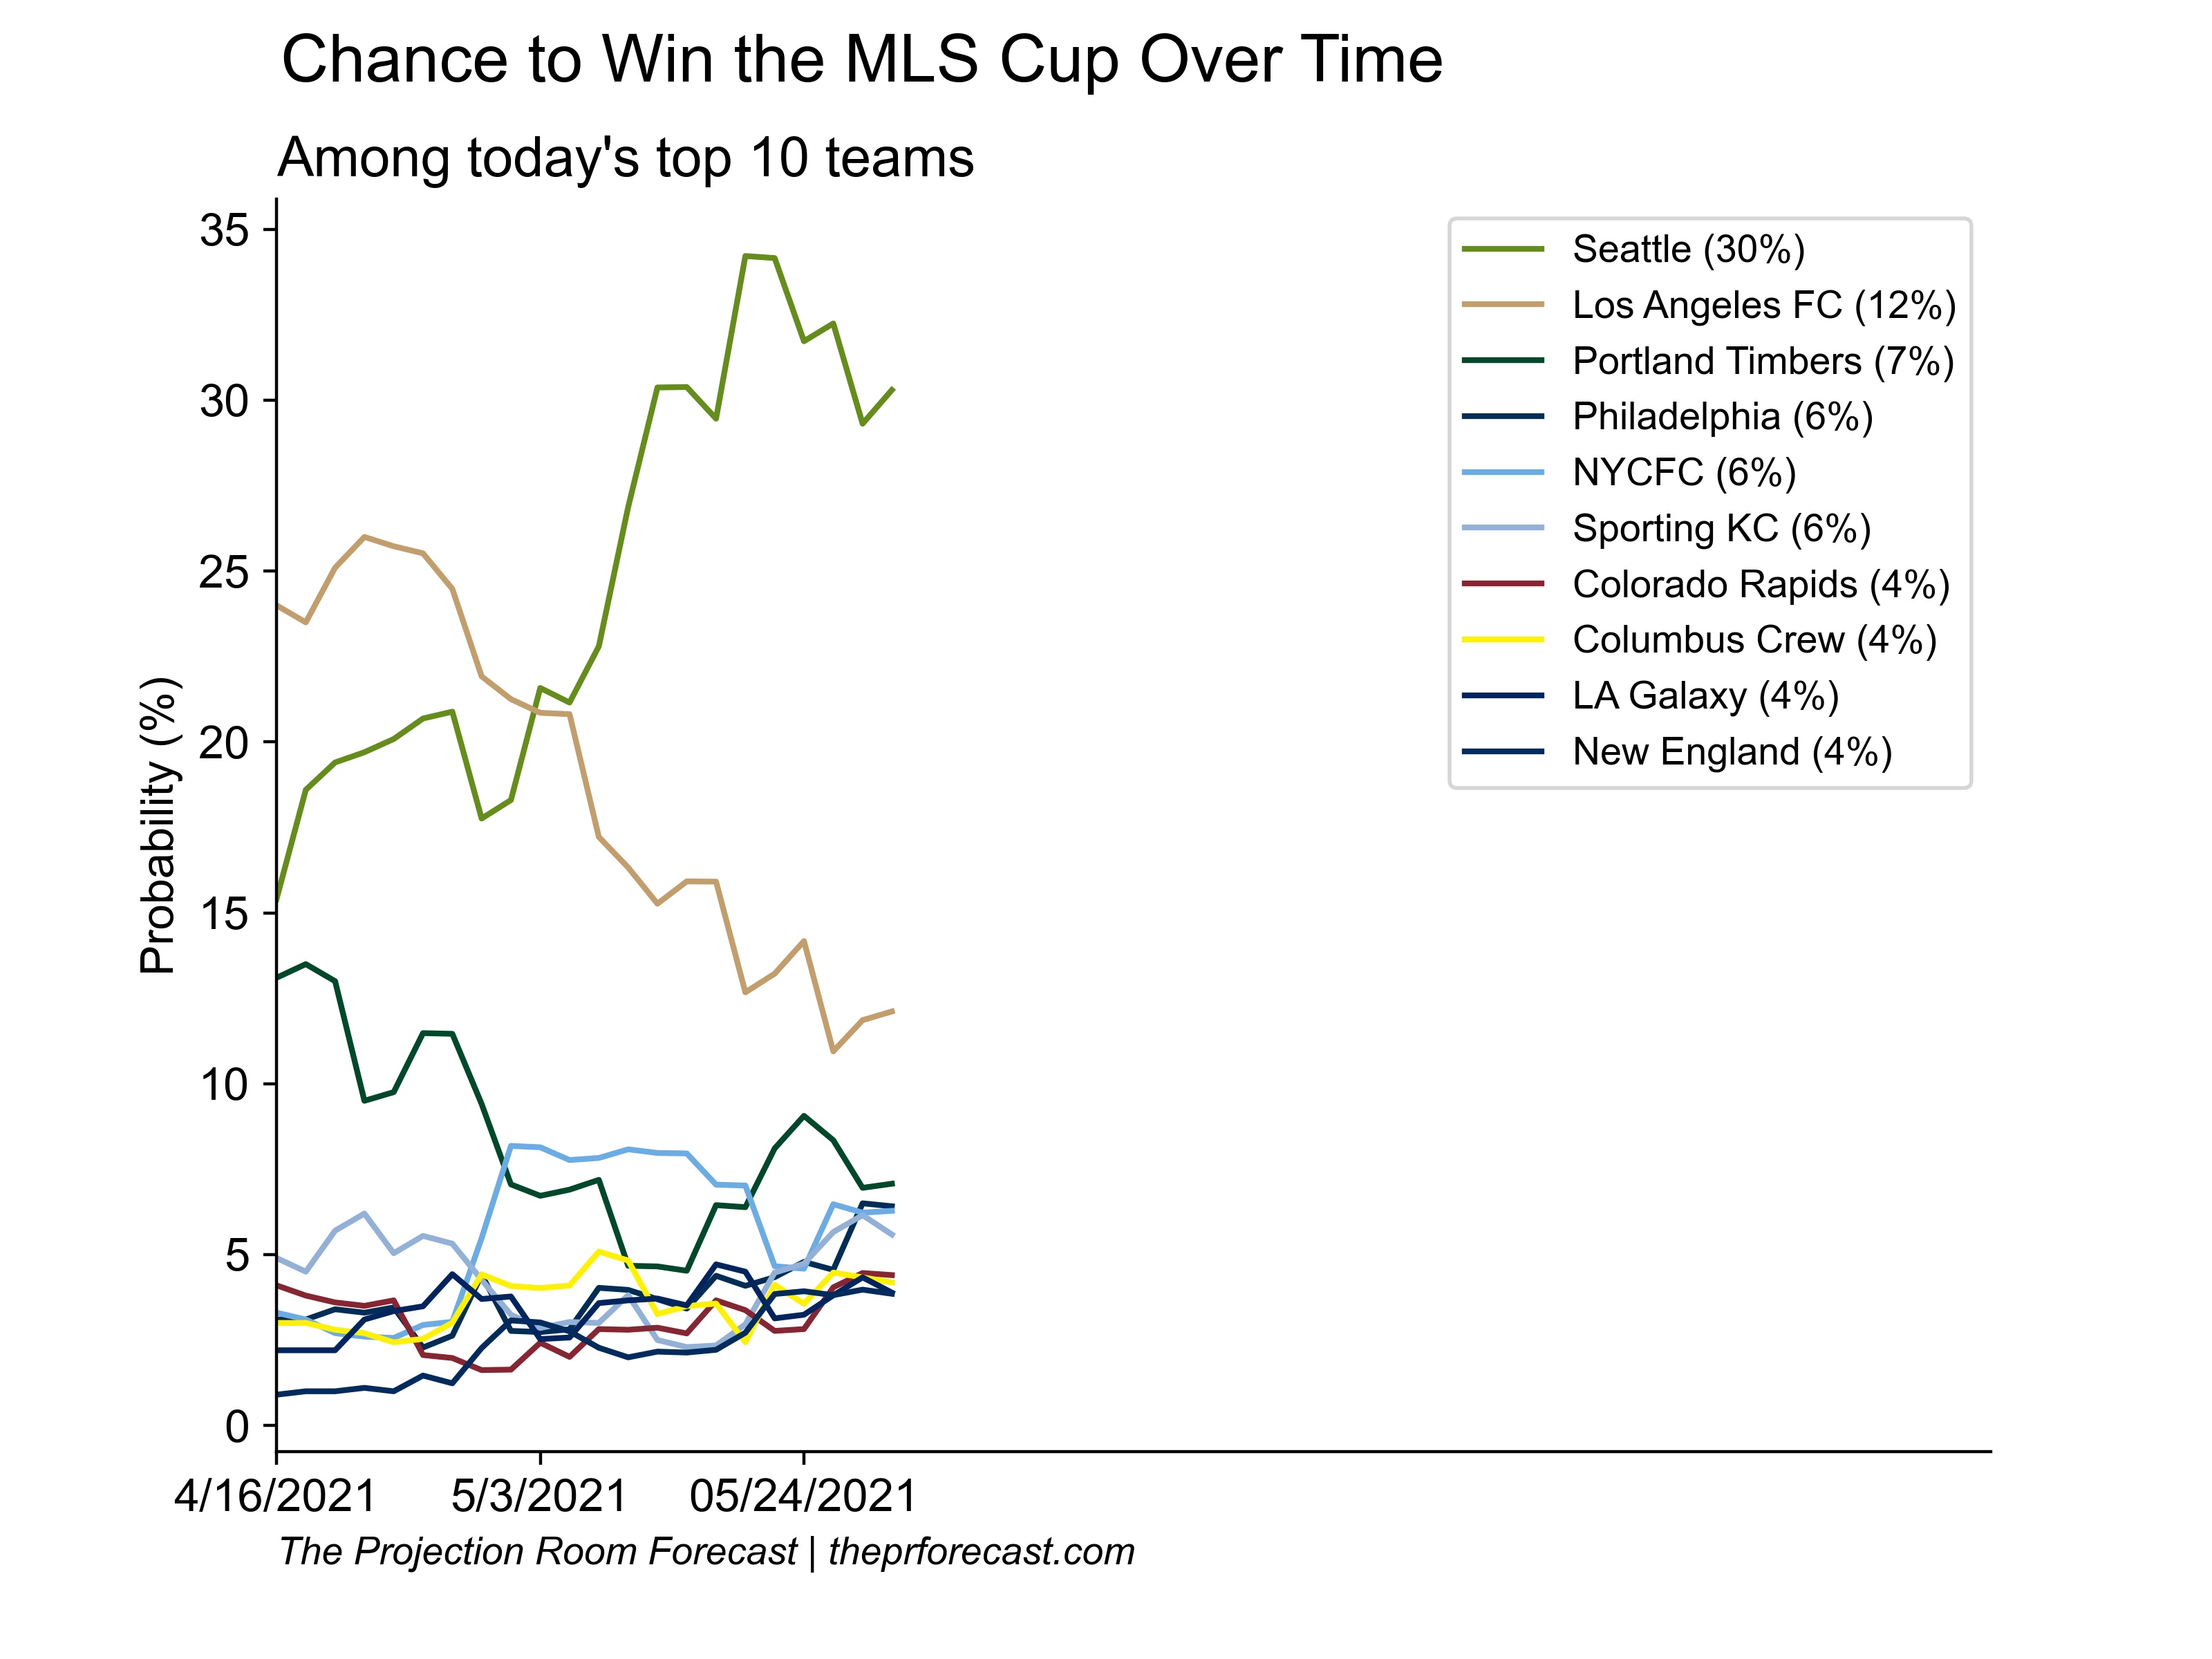 Chance to Win the MLS Cup Over Time
Among today's top 10 teams
35
30
25
20
15
10
5
0
Probability (%)
Seattle (30%)
Los Angeles FC (12%)
Portland Timbers (7%)
Philadelphia (6%)
NYCFC (6%)
Sporting KC (6%)
Colorado Rapids (4%)
Columbus Crew (4%)
LA Galaxy (4%)
New England (4%)
4/16/2021 5/3/2021 05/24/2021
The Projection Room Forecast | theprforecast.com